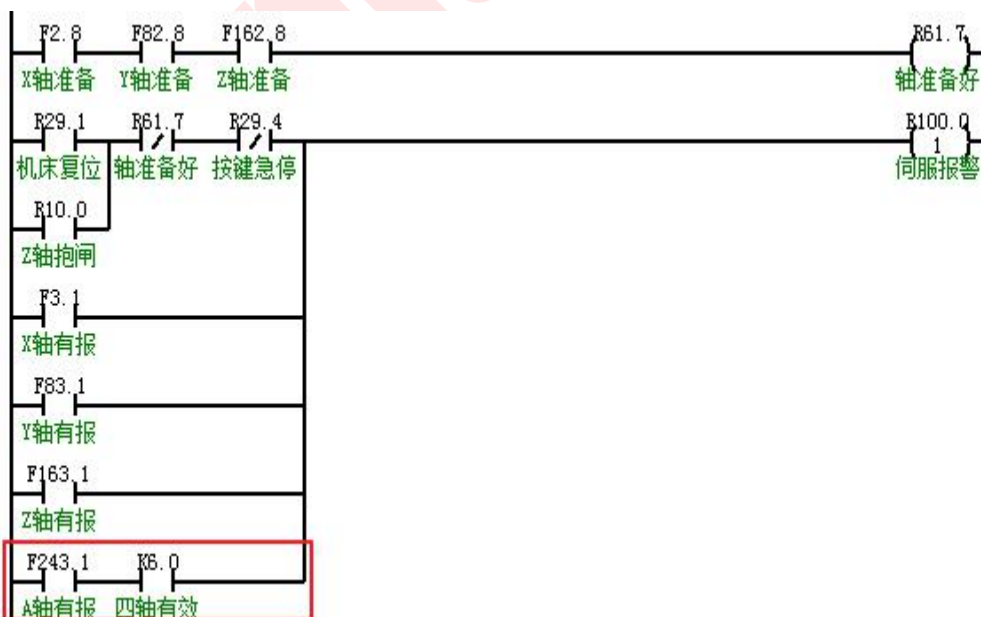 F2.8 F82.8 F162.8 R61.7
X轴准备 Y轴准备 Z轴准备 轴准备好
R29.1 R61.7 R29.4 R100.0
1
机床复位 轴准备好 按键急停 伺服报警
R10.0
Z轴抱闸
F3.1
X轴有报
F83.1
Y轴有报
F163.1
Z轴有报
F243.1 K6.0
A轴有报 四轴有效